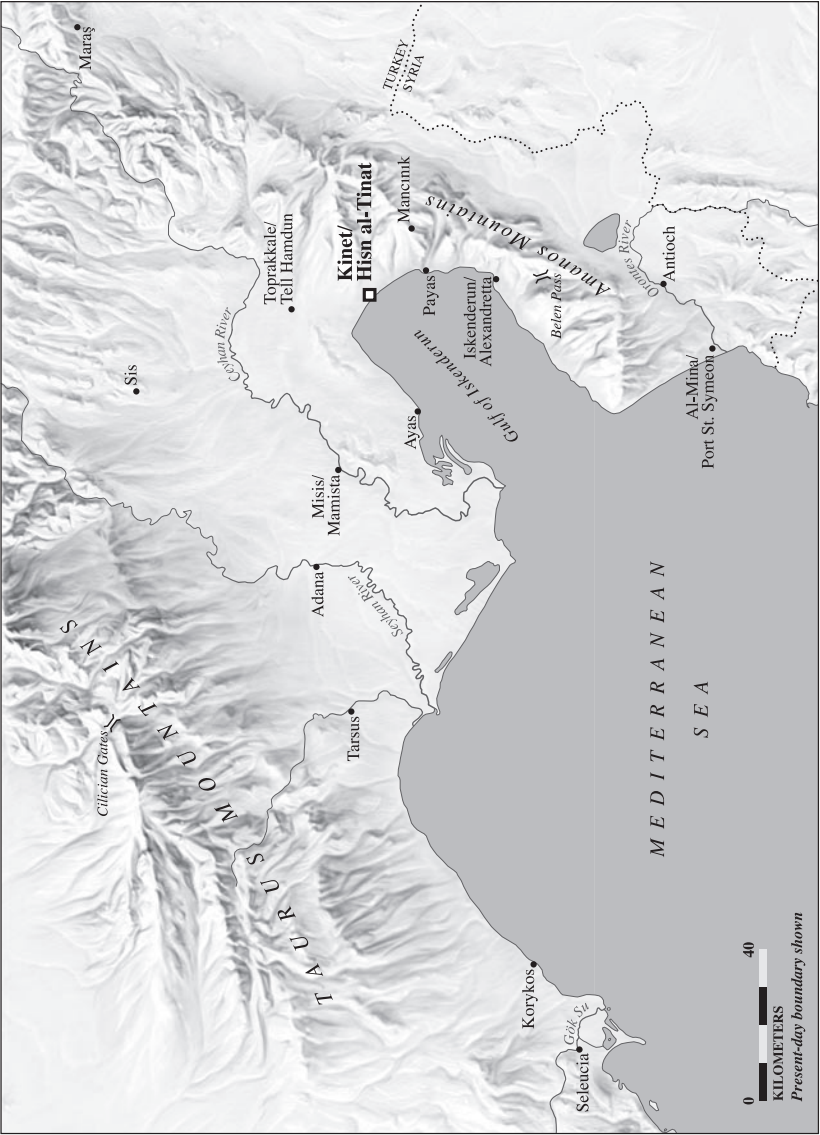 Maraş
TURKEY
SYRIA
Sis
Ceyhan River
Toprakkale/
Tell Hamdun
Kinet/
Hisn al-Tinat
Mancınık
Amanos Mountains
Payas
Iskenderun/
Alexandretta
Belen Pass
Orontes River
Antioch
Al-Mina/
Port St. Symeon
Gulf of Iskenderun
Ayas
Misis/
Mamista
Adana
Seyhan River
Cilician Gates
TAURUS MOUNTAINS
Tarsus
MEDITERRANEAN
SEA
Korykos
Gök Su
Seleucia
0 40
KILOMETERS
Present-day boundary shown